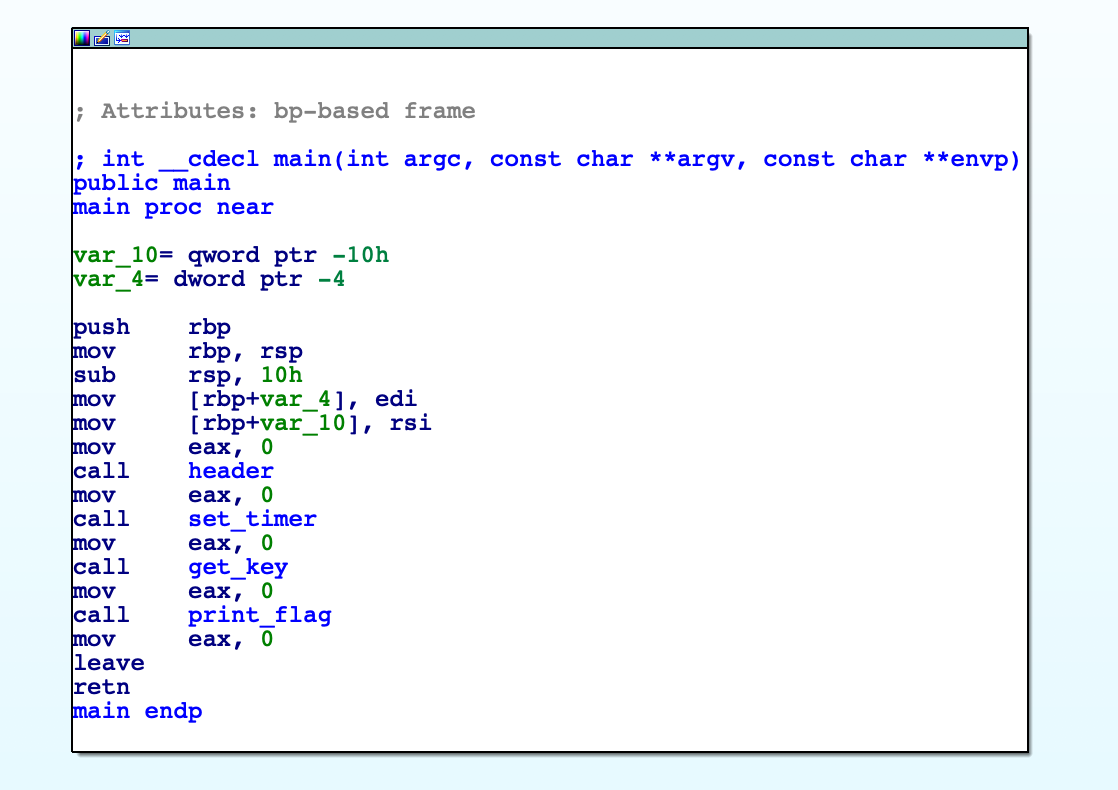 ; Attributes: bp-based frame
; int __cdecl main(int argc, const char **argv, const char **envp)
public main
main proc near
var_10= qword ptr -10h
var_4= dword ptr -4
push    rbp
mov     rbp, rsp
sub     rsp, 10h
mov     [rbp+var_4], edi
mov     [rbp+var_10], rsi
mov     eax, 0
call    header
mov     eax, 0
call    set_timer
mov     eax, 0
call    get_key
mov     eax, 0
call    print_flag
mov     eax, 0
leave
retn
main endp